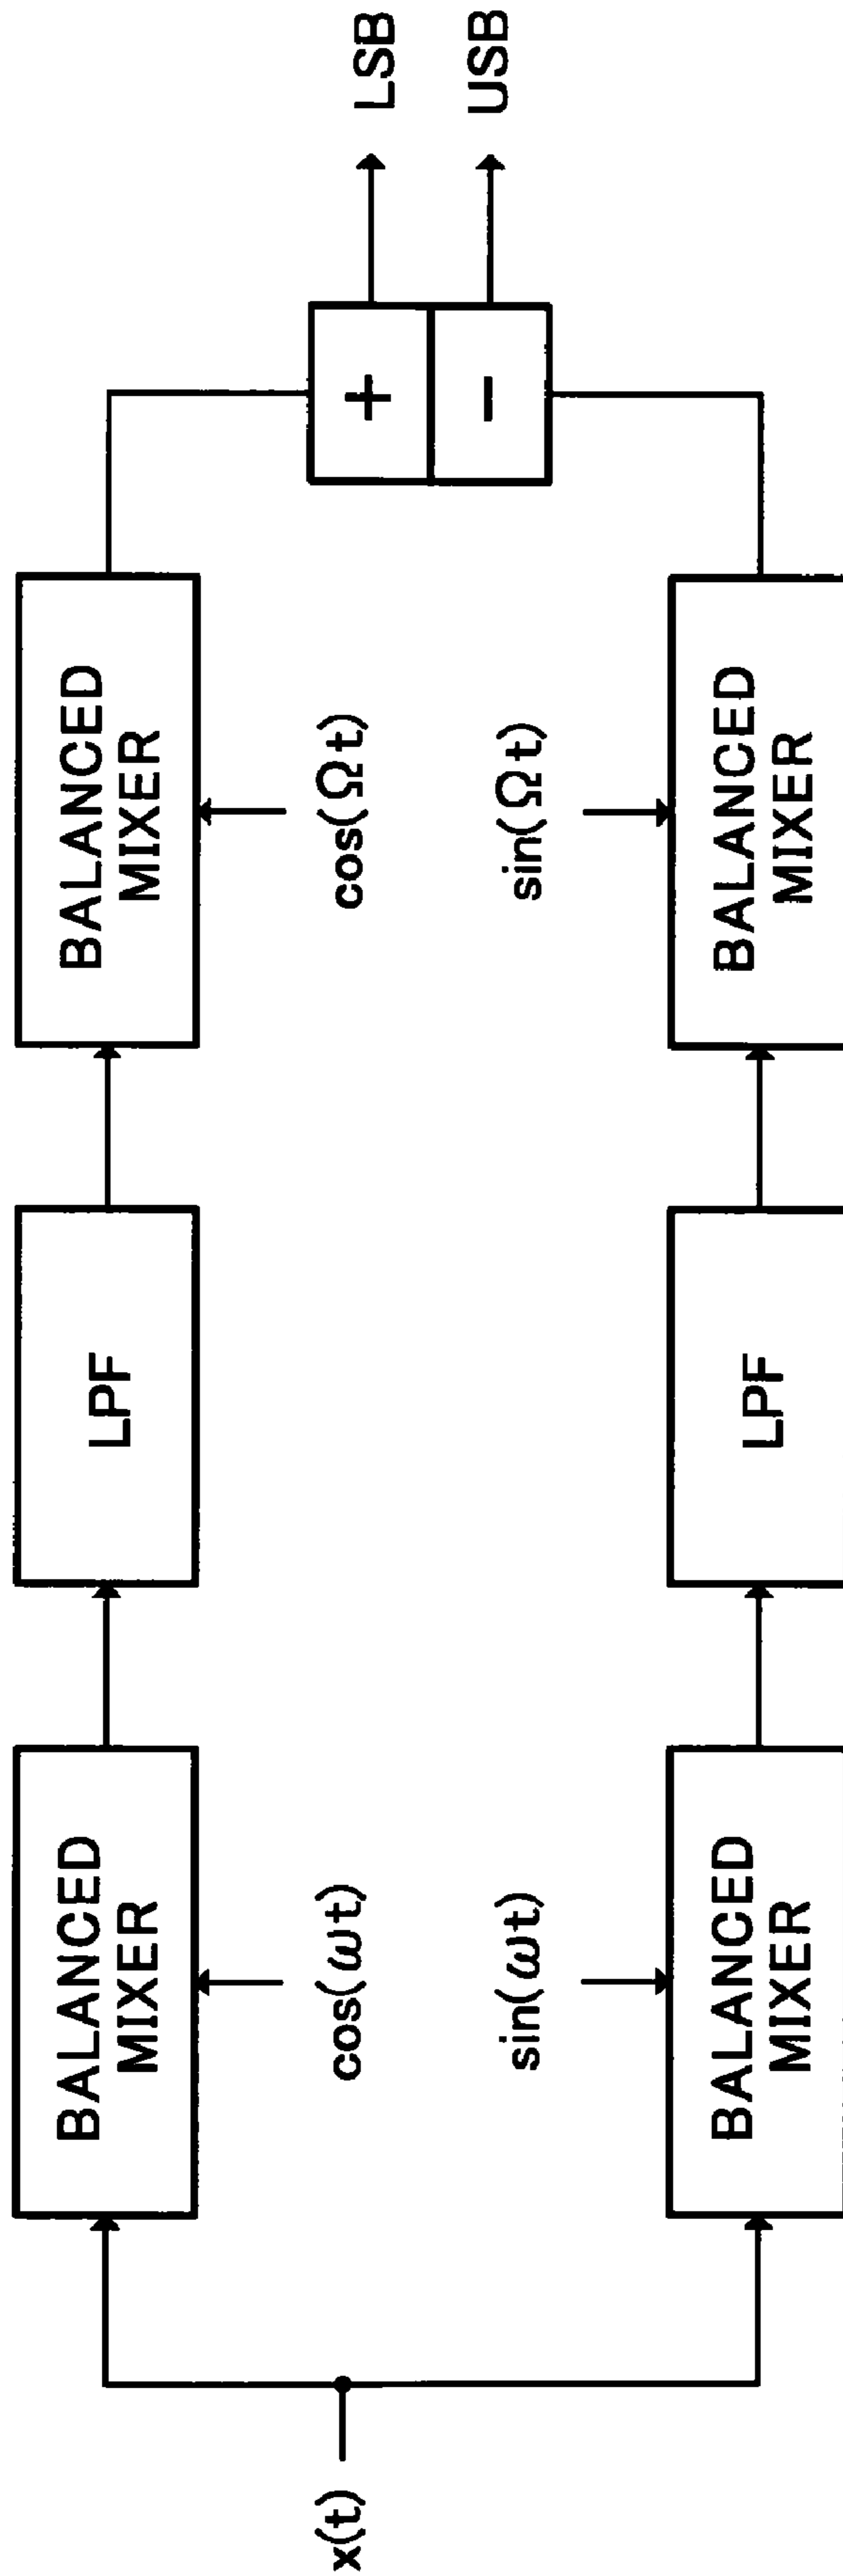 x(t)
BALANCED
MIXER
cos(ωt)
LPF
BALANCED
MIXER
cos(Ωt)
BALANCED
MIXER
sin(ωt)
LPF
BALANCED
MIXER
sin(Ωt)
+
−
LSB
USB